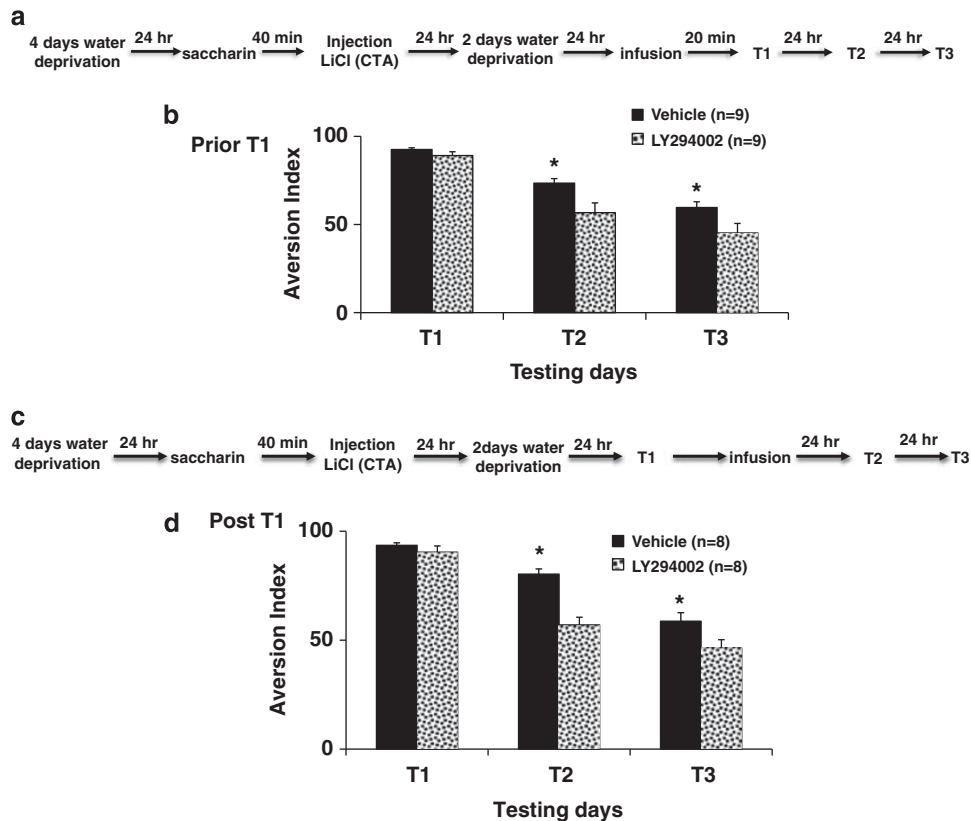 a
4 days water deprivation 24 hr saccharin 40 min Injection LiCl (CTA) 24 hr 2 days water deprivation 24 hr infusion 20 min T1 24 hr T2 24 hr T3
b
Prior T1
Vehicle (n=9)
LY294002 (n=9)
100
50
0
Aversion Index
*
*
T1 T2 T3
Testing days
c
4 days water deprivation 24 hr saccharin 40 min Injection LiCl (CTA) 24 hr 2days water deprivation 24 hr T1 infusion 24 hr T2 24 hr T3
d
Post T1
Vehicle (n=8)
LY294002 (n=8)
100
50
0
Aversion Index
*
*
T1 T2 T3
Testing days